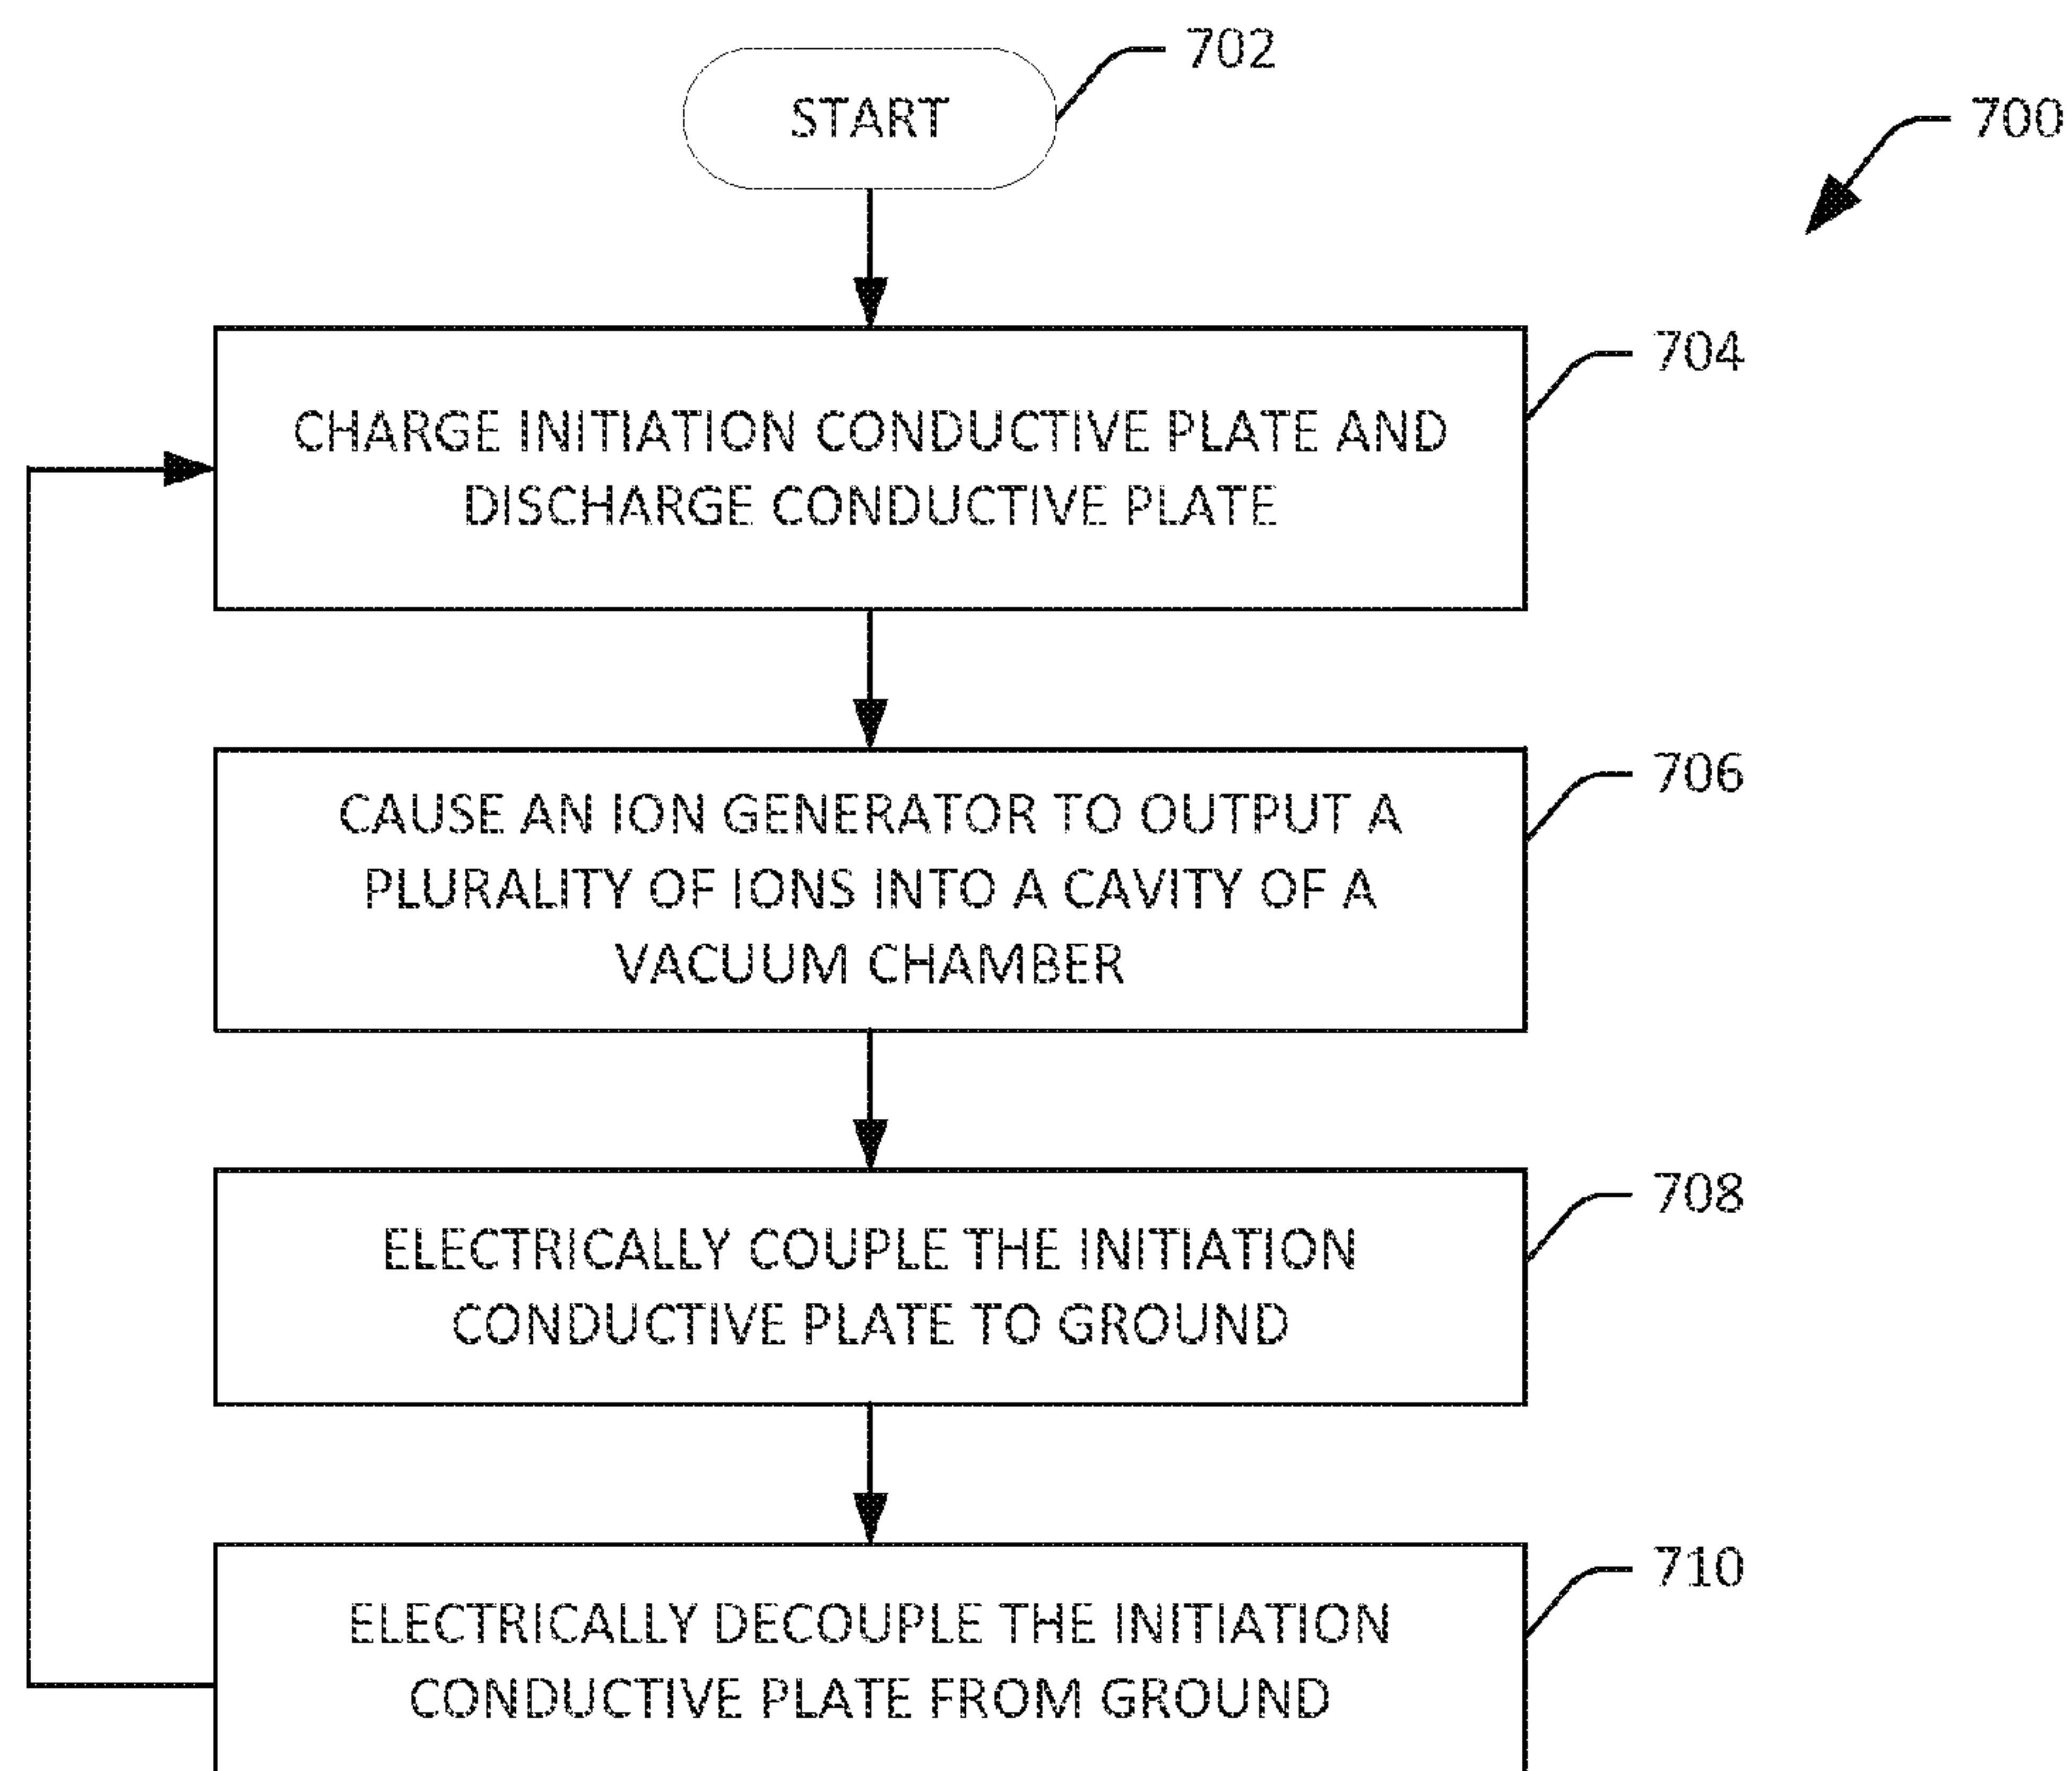 702
START
700
704
CHARGE INITIATION CONDUCTIVE PLATE AND
DISCHARGE CONDUCTIVE PLATE
706
CAUSE AN ION GENERATOR TO OUTPUT A
PLURALITY OF IONS INTO A CAVITY OF A
VACUUM CHAMBER
708
ELECTRICALLY COUPLE THE INITIATION
CONDUCTIVE PLATE TO GROUND
710
ELECTRICALLY DECOUPLE THE INITIATION
CONDUCTIVE PLATE FROM GROUND